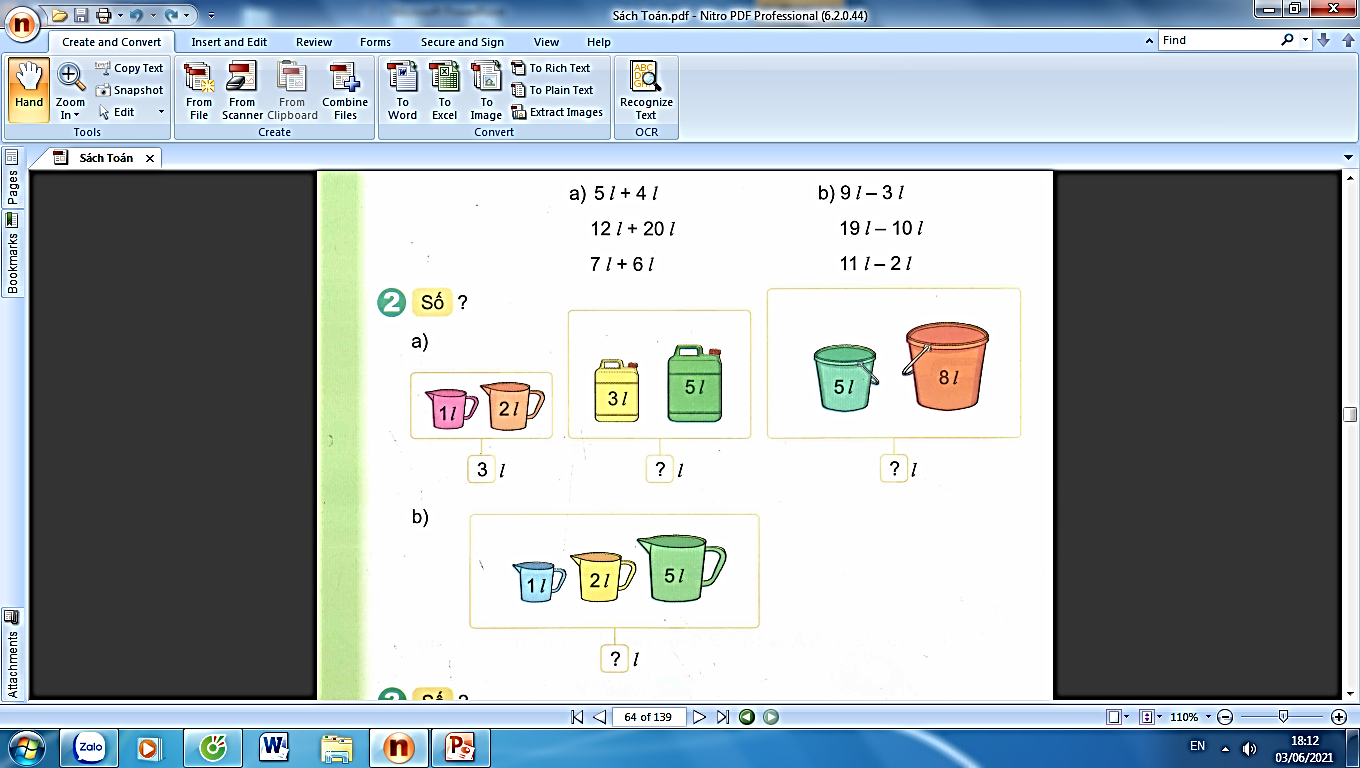 Sách Toán.pdf - Nitro PDF Professional (6.2.0.44)
Create and Convert Insert and Edit Review Forms Secure and Sign View Help Find
Hand
Zoom In
Copy Text
Snapshot
Edit
Tools
From File
From Scanner
From Clipboard
Combine Files
Create
To Word
To Excel
To Image
To Rich Text
To Plain Text
Extract Images
Convert
Recognize Text
OCR
Sách Toán
Pages
Bookmarks
Attachments
a) 5 l + 4 l b) 9 l – 3 l
12 l + 20 l 19 l – 10 l
7 l + 6 l 11 l – 2 l
2 Số ?
a)
1 l 2 l 3 l 5 l 5 l 8 l
3 l ? l ? l
b)
1 l 2 l 5 l
? l
64 of 139 110%
Zalo EN 18:12
03/06/2021